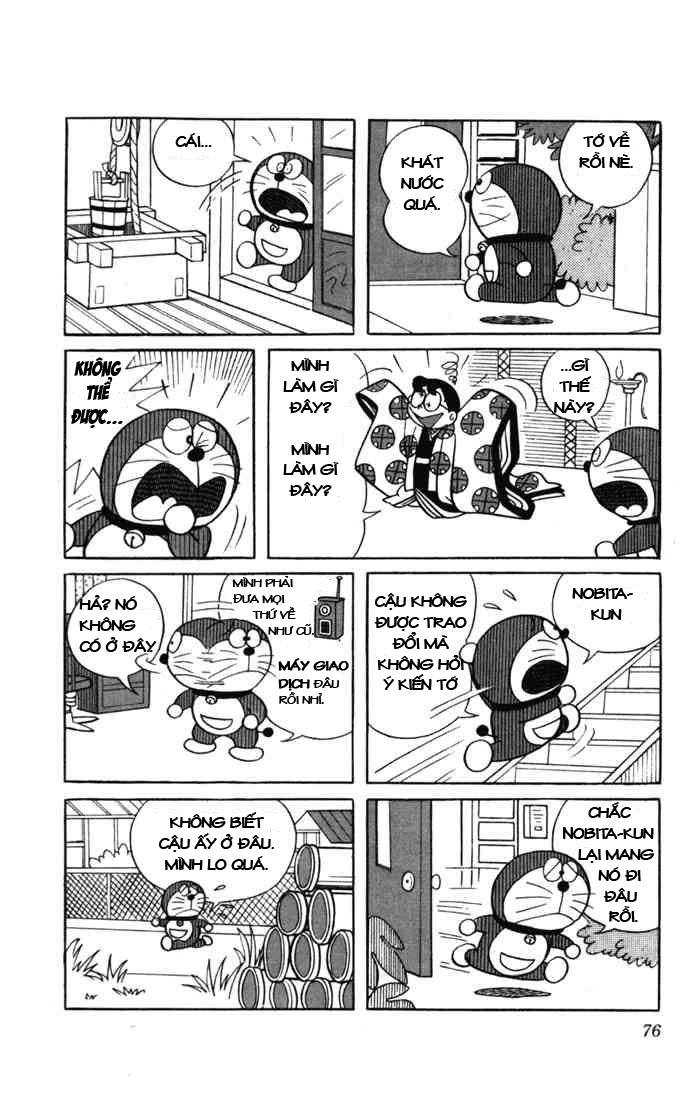 TỚ VỀ
RỒI NÈ.
KHÁT
NƯỚC
QUÁ.
CÁI...
...GÌ
THẾ
NÀY?
MÌNH
LÀM GÌ
ĐÂY?
MÌNH
LÀM GÌ
ĐÂY?
KHÔNG
THỂ
ĐƯỢC...
NOBITA-
KUN
CẬU KHÔNG
ĐƯỢC TRAO
ĐỔI MÀ
KHÔNG HỎI
Ý KIẾN TỚ
MÌNH PHẢI
ĐƯA MỌI
THỨ VỀ
NHƯ CŨ.
MÁY GIAO
DỊCH ĐÂU
RỒI NHỈ.
HẢ? NÓ
KHÔNG
CÓ Ở ĐÂY
CHẮC
NOBITA-KUN
LẠI MANG
NÓ ĐI
ĐÂU
RỒI.
KHÔNG BIẾT
CẬU ẤY Ở ĐÂU.
MÌNH LO QUÁ.
76